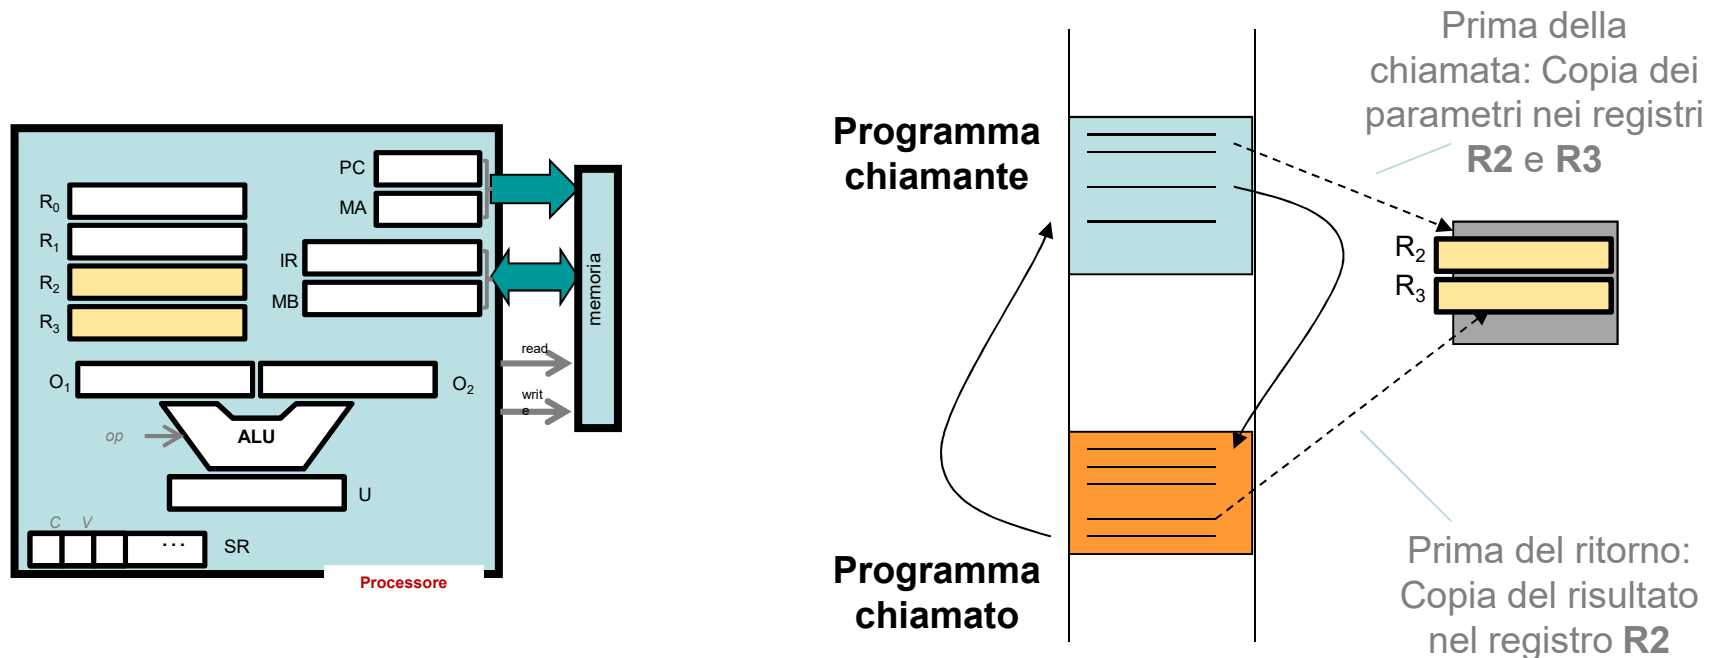 PC
MA
R0
R1
R2
R3
IR
MB
memoria
read
writ
e
O1
O2
op
ALU
U
C V
...
SR
Processore
Programma
chiamante
Programma
chiamato
Prima della
chiamata: Copia dei
parametri nei registri
R2 e R3
R2
R3
Prima del ritorno:
Copia del risultato
nel registro R2